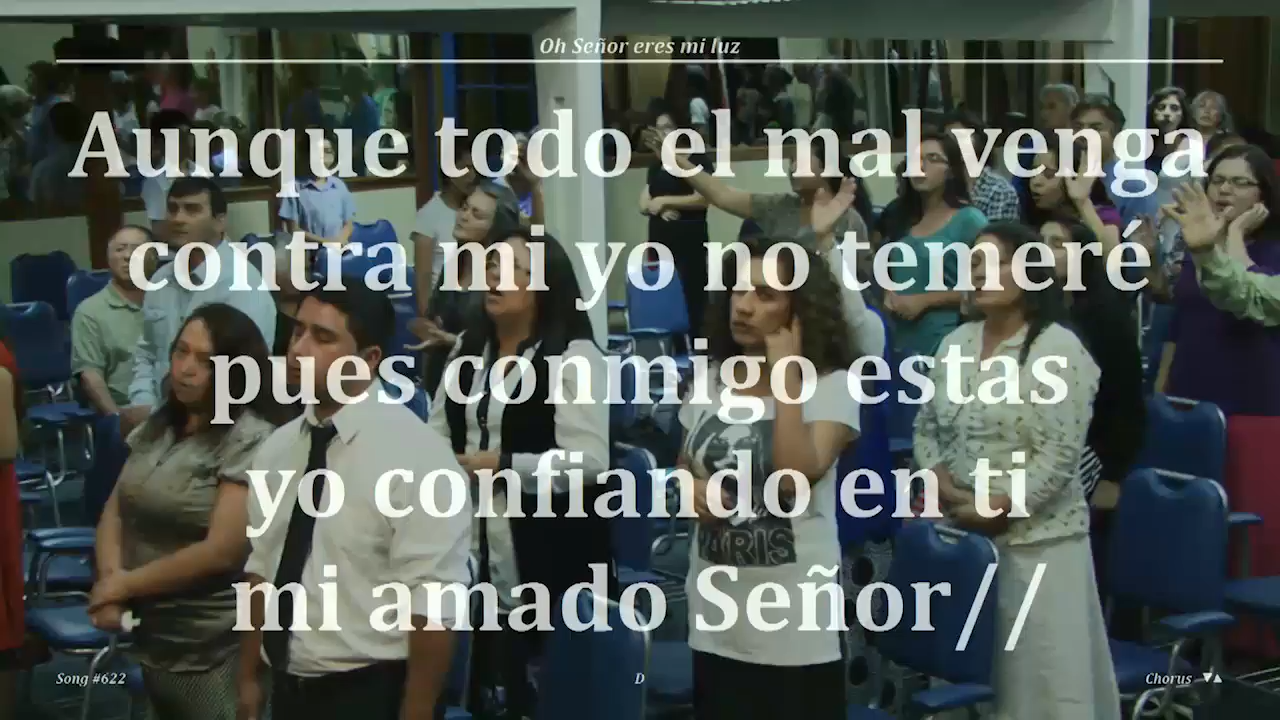 Oh Señor eres mi luz
Aunque todo el mal venga
contra mi yo no temeré
pues conmigo estas
yo confiando en ti
mi amado Señor//
PARIS
Song #622
D
Chorus ▼▲